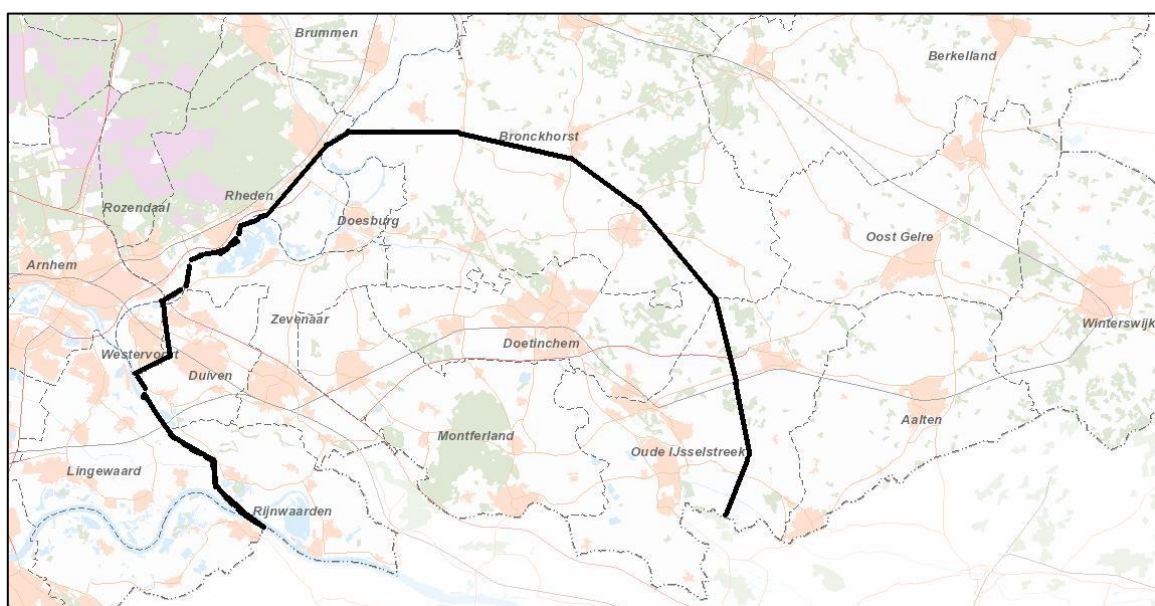 Brummen
Berkelland
Bronckhorst
Rheden
Rozendaal
Doesburg
Oost Gelre
Arnhem
Zevenaar
Winterswijk
Westervoort
Doetinchem
Duiven
Aalten
Montferland
Oude IJsselstreek
Lingewaard
Rijnwaarden